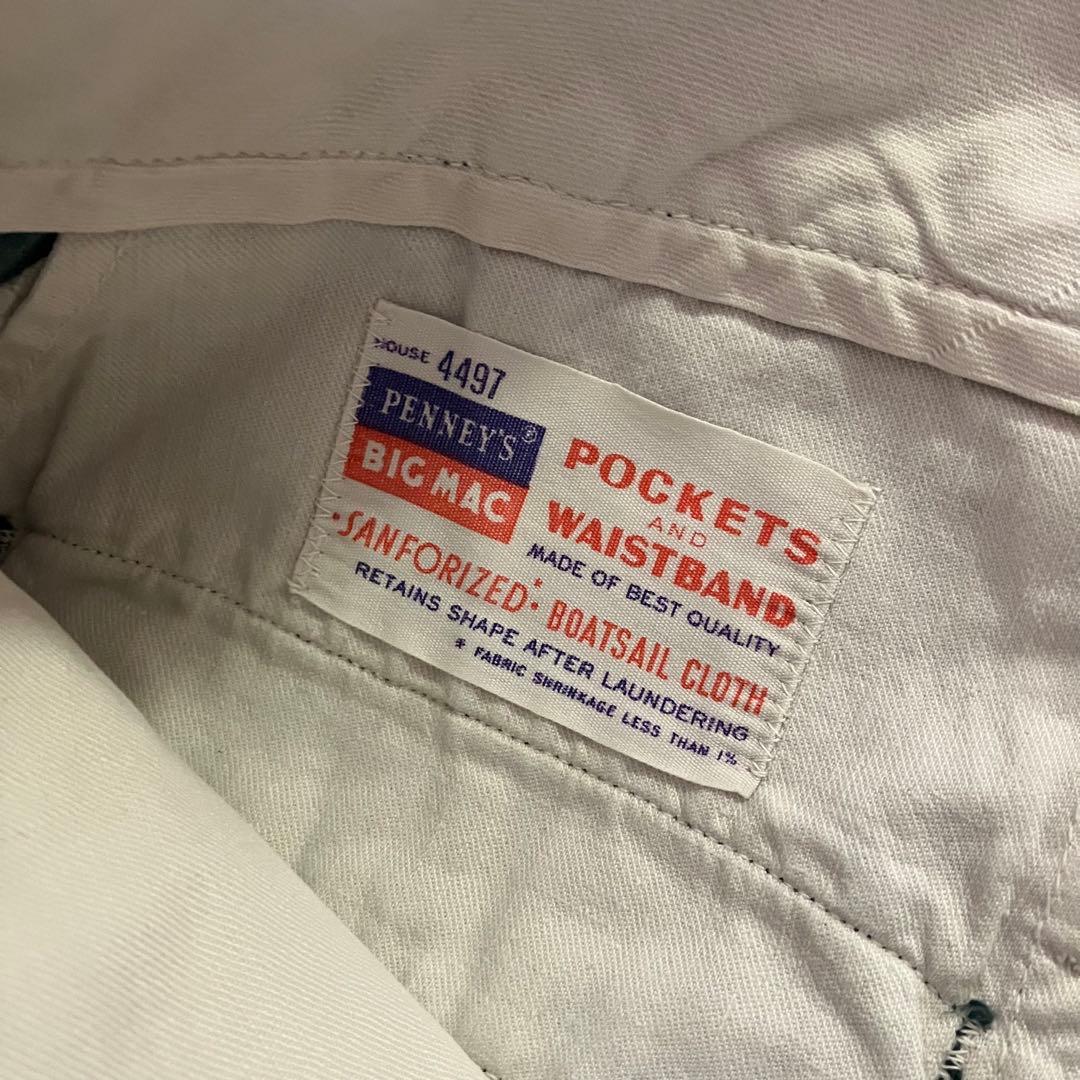 HOUSE 4497
PENNEY'S®
BIG MAC
POCKETS
AND
WAISTBAND
MADE OF BEST QUALITY
•SANFORIZED*• BOATSAIL CLOTH
RETAINS SHAPE AFTER LAUNDERING
* FABRIC SHRINKAGE LESS THAN 1%